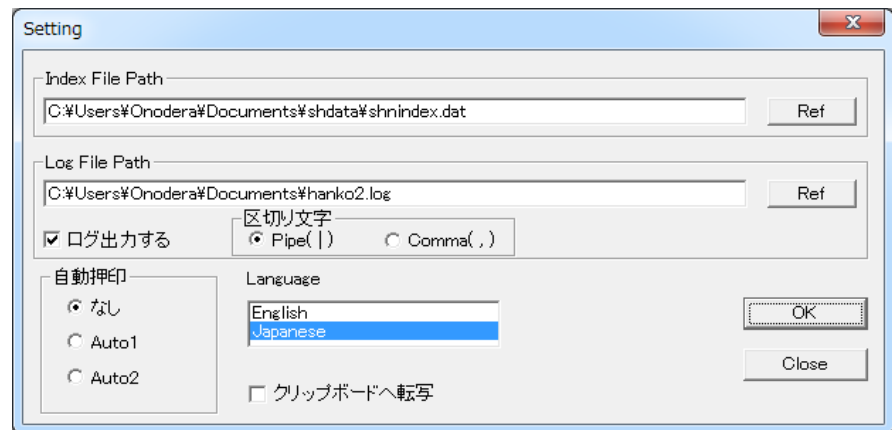 Setting
Index File Path
C:¥Users¥Onodera¥Documents¥shdata¥shnindex.dat
Ref
Log File Path
C:¥Users¥Onodera¥Documents¥hanko2.log
Ref
ログ出力する
区切り文字
Pipe(|)
Comma(,)
自動押印
なし
Auto1
Auto2
Language
English
Japanese
クリップボードへ転写
OK
Close